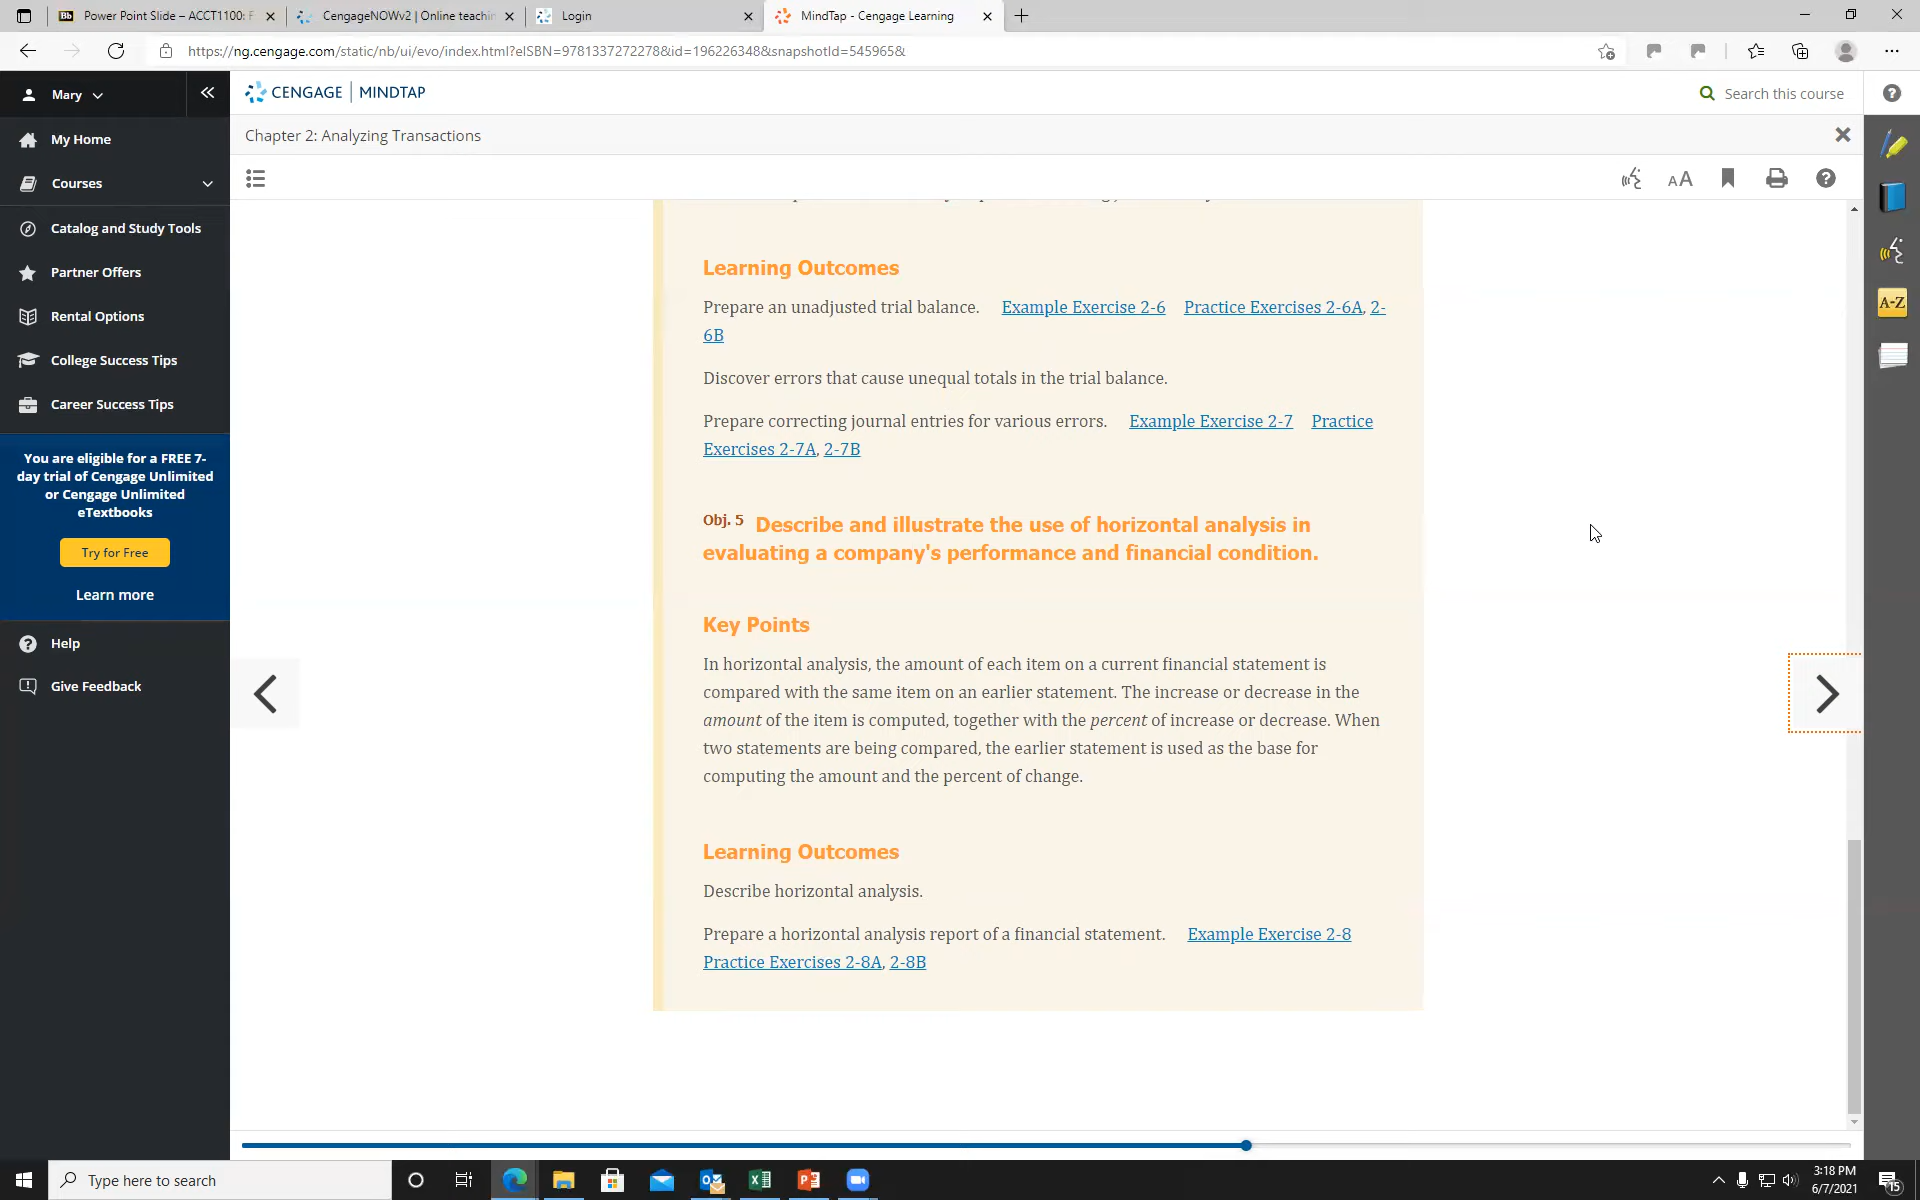 Power Point Slide – ACCT1100: F
CengageNOWv2 | Online teachin
Login
MindTap - Cengage Learning
https://ng.cengage.com/static/nb/ui/evo/index.html?eISBN=9781337272278&id=196226348&snapshotId=545965&
Mary
CENGAGE | MINDTAP
Search this course
My Home
Chapter 2: Analyzing Transactions
Courses
AA
Catalog and Study Tools
Partner Offers
Rental Options
College Success Tips
Career Success Tips
You are eligible for a FREE 7-
day trial of Cengage Unlimited
or Cengage Unlimited
eTextbooks
Try for Free
Learn more
Help
Give Feedback
Learning Outcomes
Prepare an unadjusted trial balance. Example Exercise 2-6 Practice Exercises 2-6A, 2-
6B
Discover errors that cause unequal totals in the trial balance.
Prepare correcting journal entries for various errors. Example Exercise 2-7 Practice
Exercises 2-7A, 2-7B
Obj. 5 Describe and illustrate the use of horizontal analysis in
evaluating a company's performance and financial condition.
Key Points
In horizontal analysis, the amount of each item on a current financial statement is
compared with the same item on an earlier statement. The increase or decrease in the
amount of the item is computed, together with the percent of increase or decrease. When
two statements are being compared, the earlier statement is used as the base for
computing the amount and the percent of change.
Learning Outcomes
Describe horizontal analysis.
Prepare a horizontal analysis report of a financial statement. Example Exercise 2-8
Practice Exercises 2-8A, 2-8B
A-Z
Type here to search
3:18 PM
6/7/2021
15